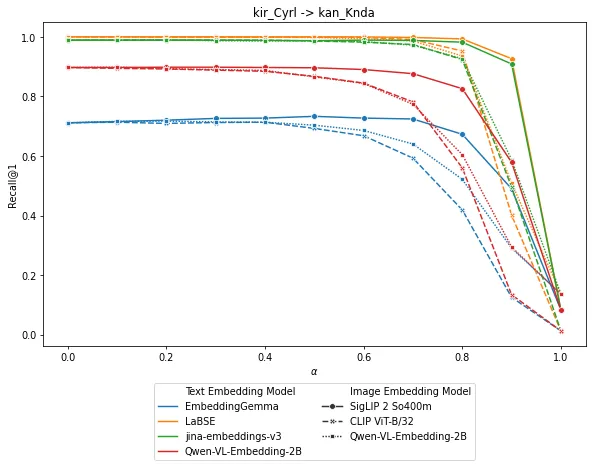 kir_Cyrl -> kan_Knda
Recall@1
1.0
0.8
0.6
0.4
0.2
0.0
0.0 0.2 0.4 0.6 0.8 1.0
α
Text Embedding Model
EmbeddingGemma
LaBSE
jina-embeddings-v3
Qwen-VL-Embedding-2B
Image Embedding Model
SigLIP 2 So400m
CLIP ViT-B/32
Qwen-VL-Embedding-2B